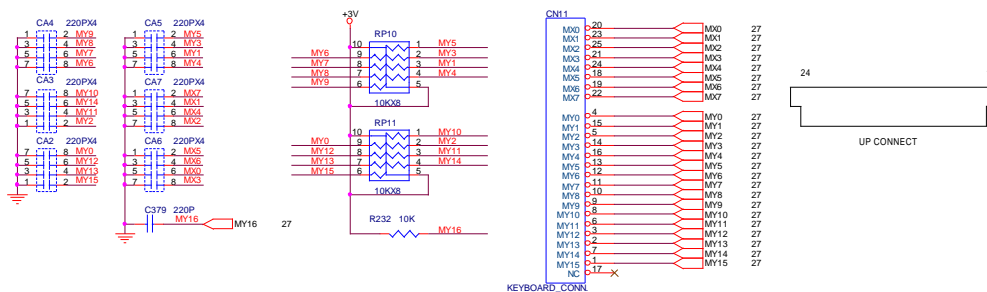 CA4 220PX4
1 2 MY9
3 4 MY8
5 6 MY7
7 8 MY6
CA3 220PX4
7 8 MY10
5 6 MY14
3 4 MY11
1 2 MY2
CA2 220PX4
7 8 MY0
5 6 MY12
3 4 MY13
1 2 MY15
CA5 220PX4
1 2 MY5
3 4 MY3
5 6 MY1
7 8 MY4
CA7 220PX4
7 8 MX7
1 2 MX1
3 4 MX4
5 6 MX2
CA6 220PX4
1 2 MX5
3 4 MX6
5 6 MX0
7 8 MX3
C379 220P
MY16 MY16 27
+3V
RP10
10 1 MY5
MY6 9 2 MY3
MY7 8 3 MY1
MY8 7 4 MY4
MY9 6 5
10KX8
RP11
10 1 MY10
MY0 9 2 MY2
MY12 8 3 MY11
MY13 7 4 MY14
MY15 6 5
10KX8
R232 10K
MY16
CN11
MX0 20 MX0 27
MX1 23 MX1 27
MX2 25 MX2 27
MX3 21 MX3 27
MX4 24 MX4 27
MX5 18 MX5 27
MX6 19 MX6 27
MX7 22 MX7 27
MY0 4 MY0 27
MY1 15 MY1 27
MY2 5 MY2 27
MY3 14 MY3 27
MY4 16 MY4 27
MY5 13 MY5 27
MY6 12 MY6 27
MY7 11 MY7 27
MY8 10 MY8 27
MY9 9 MY9 27
MY10 8 MY10 27
MY11 6 MY11 27
MY12 3 MY12 27
MY13 2 MY13 27
MY14 7 MY14 27
MY15 1 MY15 27
NC 17
KEYBOARD_CONN.
24
UP CONNECT